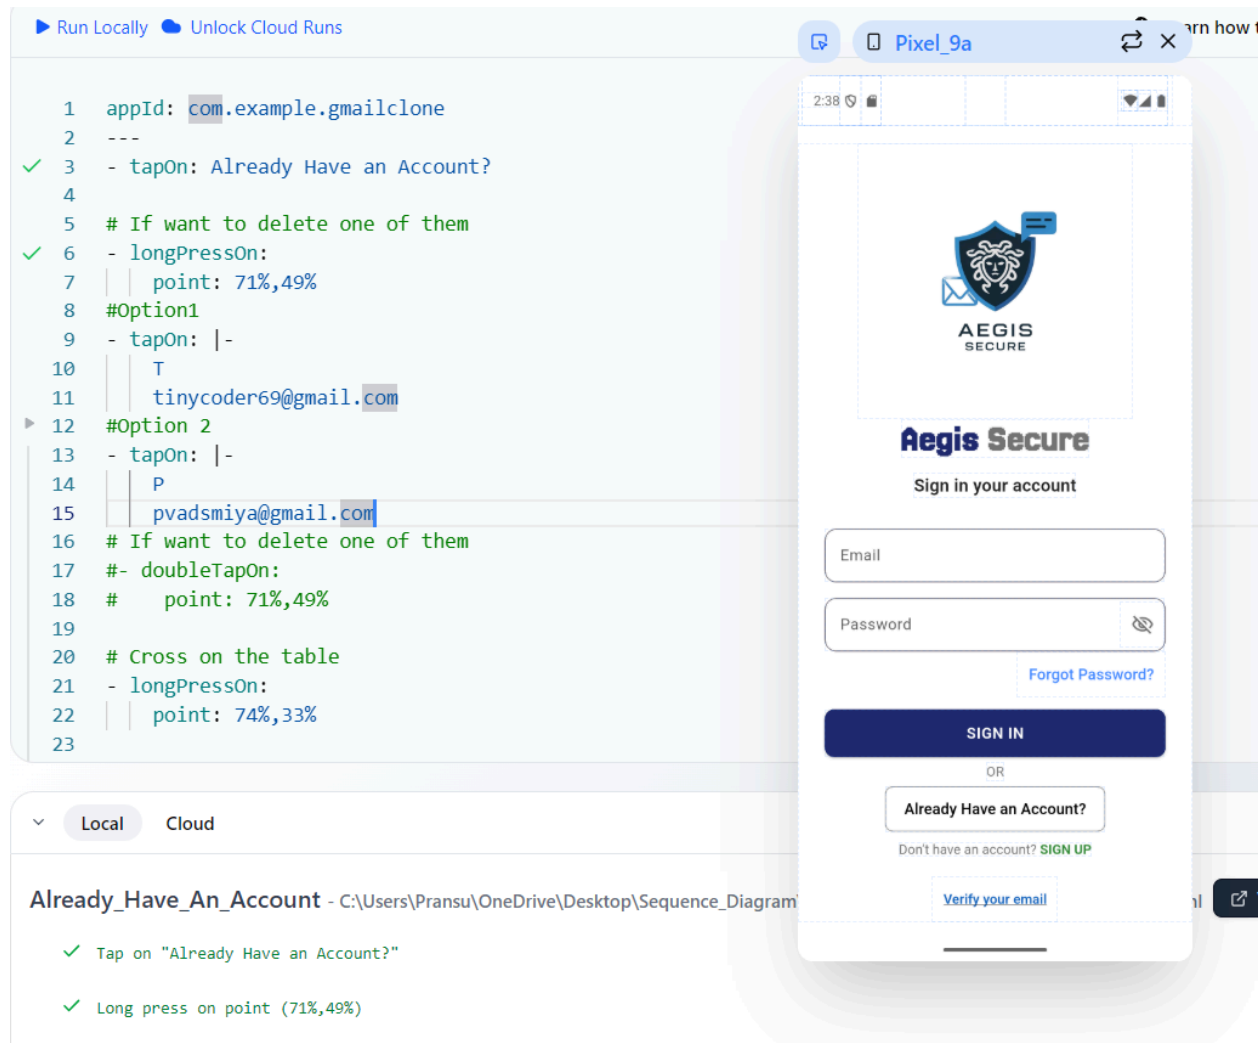 Run Locally Unlock Cloud Runs
arn how t
1 appId: com.example.gmailclone
2 ---
3 - tapOn: Already Have an Account?
4
5 # If want to delete one of them
6 - longPressOn:
7 point: 71%,49%
8 #Option1
9 - tapOn: |-
10 T
11 tinycoder69@gmail.com
12 #Option 2
13 - tapOn: |-
14 P
15 pvadsmiya@gmail.com
16 # If want to delete one of them
17 #- doubleTapOn:
18 # point: 71%,49%
19
20 # Cross on the table
21 - longPressOn:
22 point: 74%,33%
23
Pixel_9a
2:38
AEGIS
SECURE
Aegis Secure
Sign in your account
Email
Password
Forgot Password?
SIGN IN
OR
Already Have an Account?
Don't have an account? SIGN UP
Verify your email
Local Cloud
Already_Have_An_Account - C:\Users\Pransu\OneDrive\Desktop\Sequence_Diagram
Tap on "Already Have an Account?"
Long press on point (71%,49%)